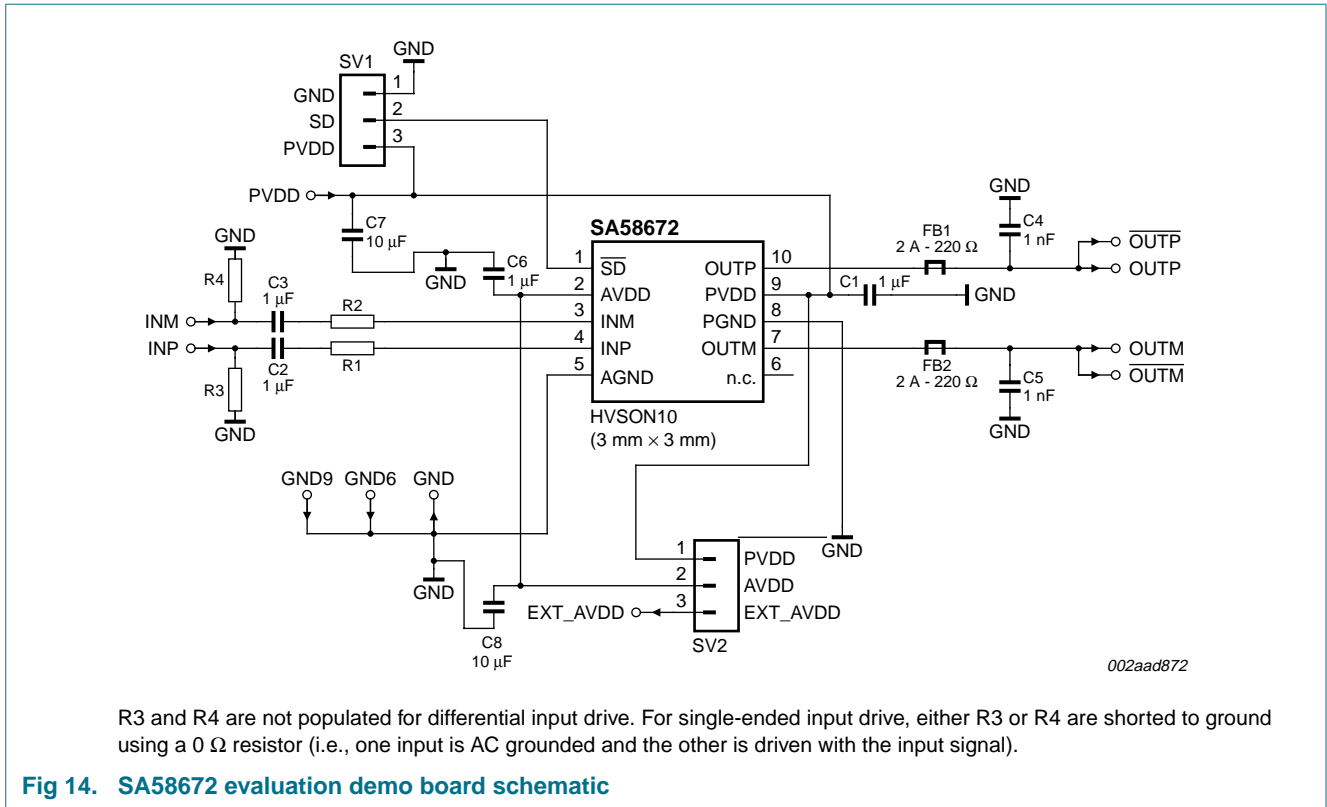 GND
SV1
1
GND
2
SD
3
PVDD
PVDD
C7
10 μF
GND
GND
C6
1 μF
R4
C3
1 μF
R2
INM
INP
C2
1 μF
R1
R3
GND
SA58672
1 SD OUTP 10
2 AVDD PVDD 9
3 INM PGND 8
4 INP OUTM 7
5 AGND n.c. 6
HVSON10
(3 mm × 3 mm)
FB1
2 A - 220 Ω
GND
C4
1 nF
OUTP
OUTP
C1
1 μF
GND
FB2
2 A - 220 Ω
C5
1 nF
GND
OUTM
OUTM
GND9 GND6 GND
GND
C8
10 μF
GND
1 PVDD
2 AVDD
3 EXT_AVDD
EXT_AVDD
SV2
002aad872
R3 and R4 are not populated for differential input drive. For single-ended input drive, either R3 or R4 are shorted to ground
using a 0 Ω resistor (i.e., one input is AC grounded and the other is driven with the input signal).
Fig 14. SA58672 evaluation demo board schematic